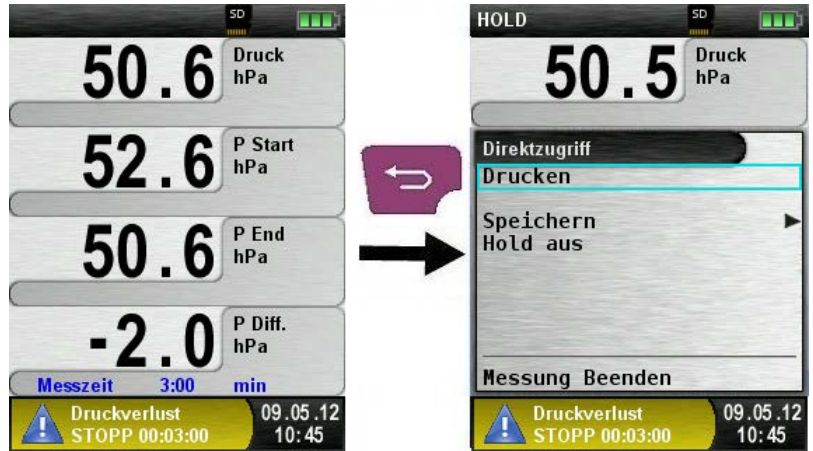 SD
50.6
Druck
hPa
52.6
P Start
hPa
50.6
P End
hPa
-2.0
P Diff.
hPa
Messzeit 3:00 min
Druckverlust
STOPP 00:03:00
09.05.12
10:45
HOLD
SD
50.5
Druck
hPa
Direktzugriff
Drucken
Speichern
Hold aus
Messung Beenden
Druckverlust
STOPP 00:03:00
09.05.12
10:45